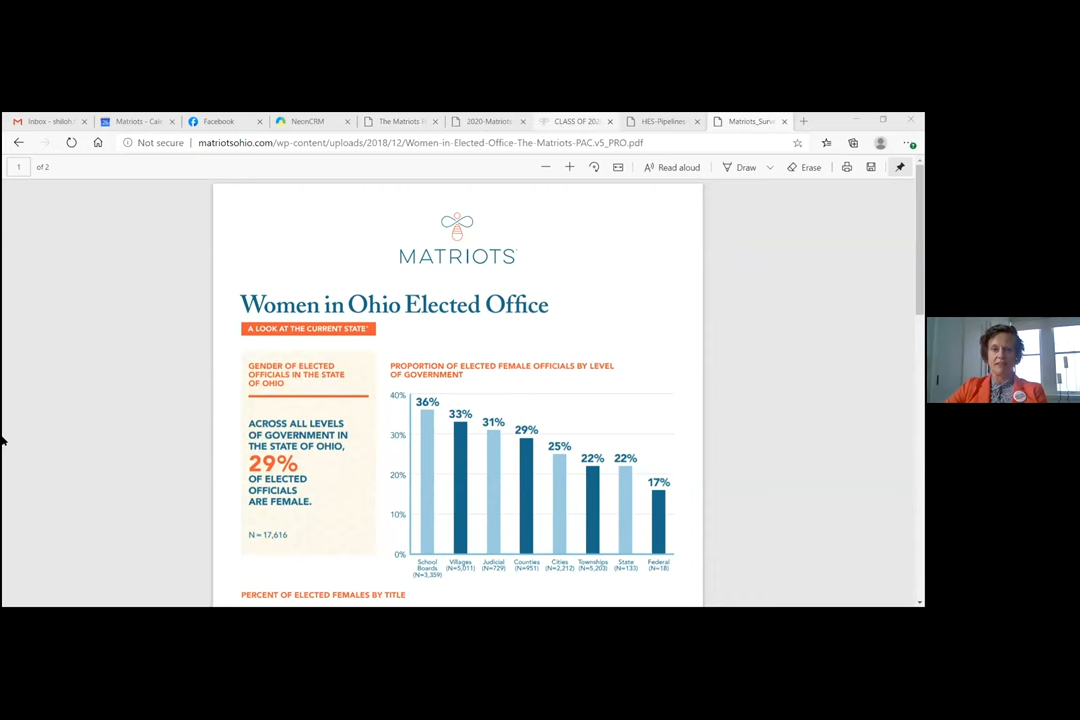 Inbox - shiloh.
Matriots - Cale
Facebook
NeonCRM
The Matriots P
2020-Matriots
CLASS OF 202
HES-Pipelines
Matriots_Surv
Not secure
matriotsohio.com/wp-content/uploads/2018/12/Women-in-Elected-Office-The-Matriots-PAC.v5_PRO.pdf
1 of 2
Read aloud
Draw
Erase
MATRIOTS
Women in Ohio Elected Office
A LOOK AT THE CURRENT STATE*
GENDER OF ELECTED
OFFICIALS IN THE STATE
OF OHIO
ACROSS ALL LEVELS
OF GOVERNMENT IN
THE STATE OF OHIO,
29%
OF ELECTED
OFFICIALS
ARE FEMALE.
N = 17,616
PROPORTION OF ELECTED FEMALE OFFICIALS BY LEVEL
OF GOVERNMENT
40%
30%
20%
10%
0%
36%
33%
31%
29%
25%
22%
22%
17%
School
Boards
(N=3,359)
Villages
(N=5,011)
Judicial
(N=729)
Counties
(N=951)
Cities
(N=2,212)
Townships
(N=5,203)
State
(N=133)
Federal
(N=18)
PERCENT OF ELECTED FEMALES BY TITLE